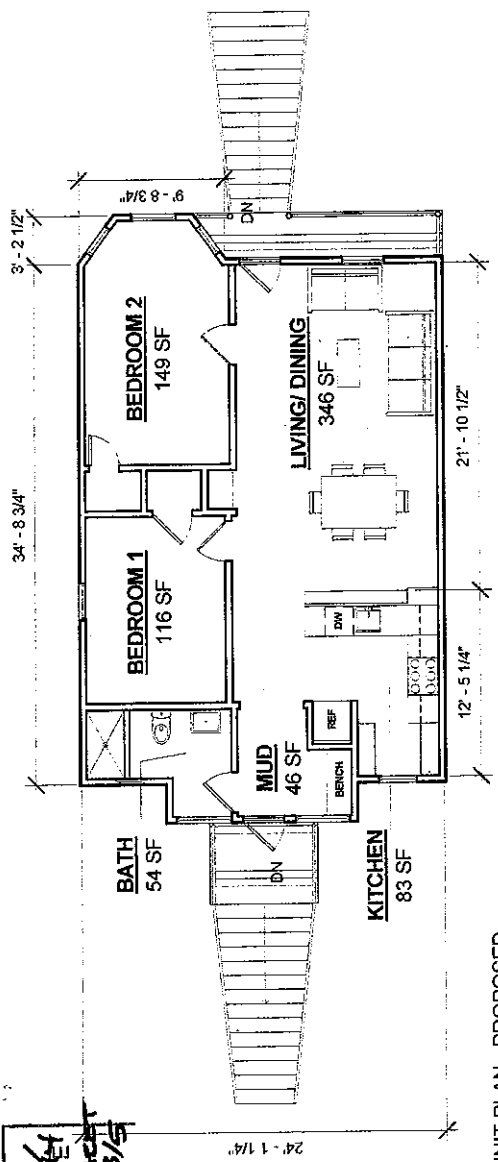 34' - 8 3/4"
3' - 2 1/2"
9' - 8 3/4"
DN
BEDROOM 2
149 SF
BEDROOM 1
116 SF
LIVING/ DINING
346 SF
BATH
54 SF
MUD
46 SF
BENCH
REF
DW
KITCHEN
83 SF
DN
12' - 5 1/4"
21' - 10 1/2"
24' - 1 1/4"
UNIT PLAN - PROPOSED